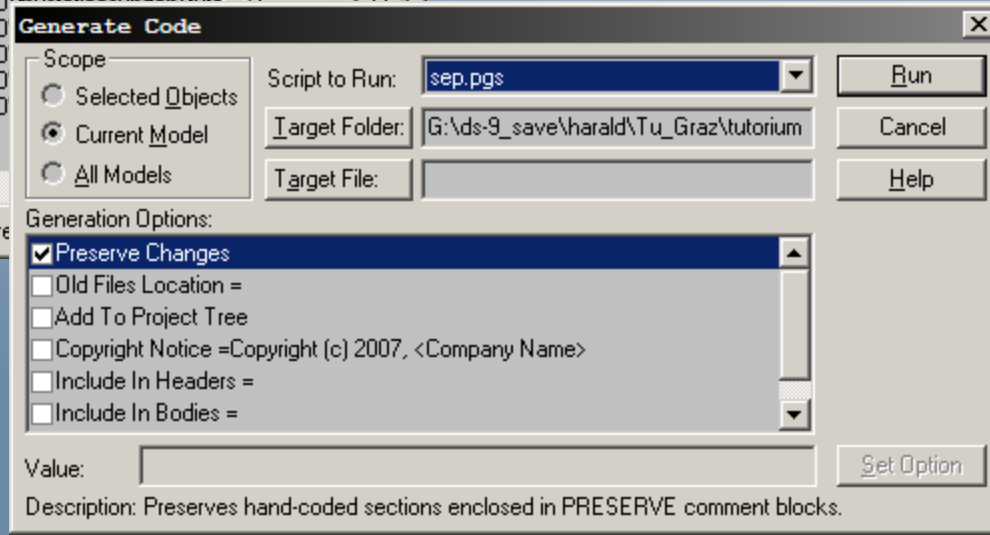 Generate Code
Scope
Selected Objects
Current Model
All Models
Script to Run: sep.pgs
Target Folder: G:\ds-9_save\harald\Tu_Graz\tutorium
Target File:
Run
Cancel
Help
Generation Options:
Preserve Changes
Old Files Location =
Add To Project Tree
Copyright Notice =Copyright (c) 2007, <Company Name>
Include In Headers =
Include In Bodies =
Value:
Set Option
Description: Preserves hand-coded sections enclosed in PRESERVE comment blocks.